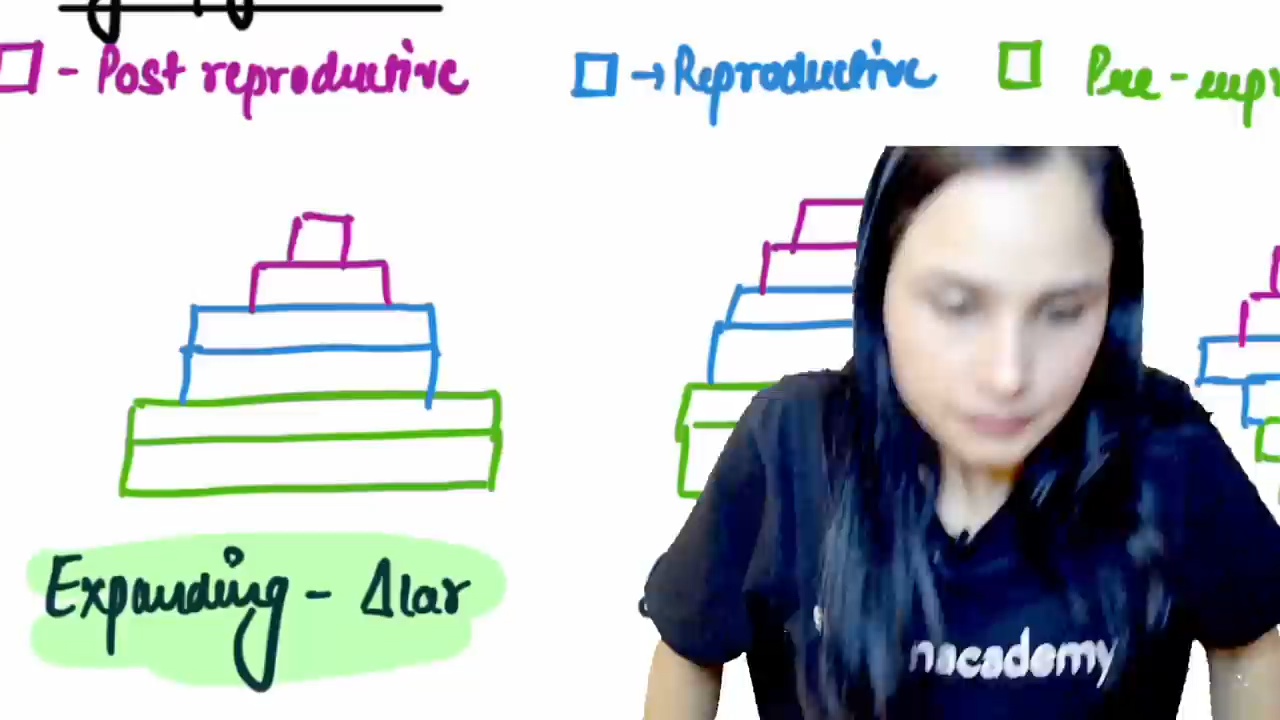 - Post reproductive → Reproductive Pre-
Expanding - Δlar
nacademy